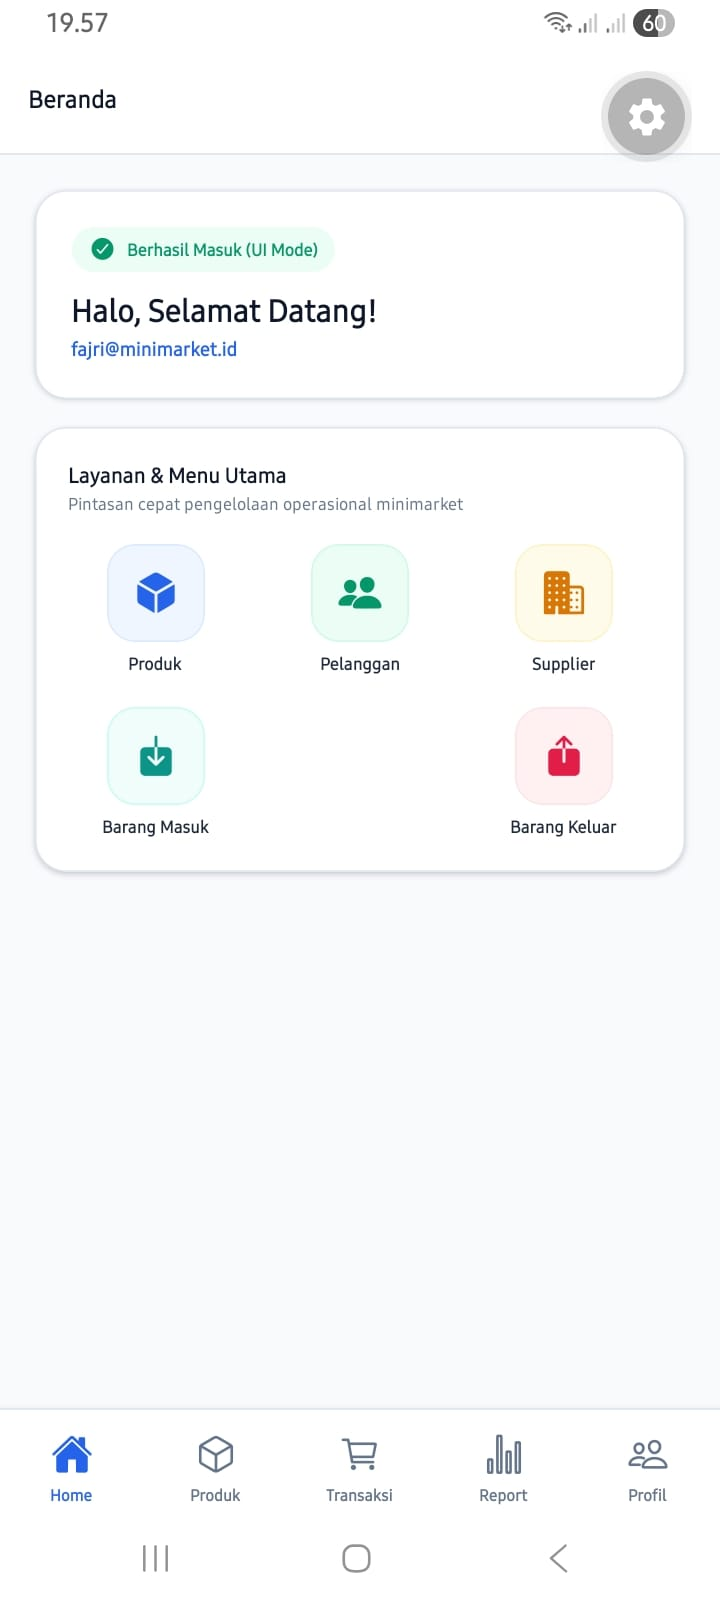 19.57
60
Beranda
Berhasil Masuk (UI Mode)
Halo, Selamat Datang!
fajri@minimarket.id
Layanan & Menu Utama
Pintasan cepat pengelolaan operasional minimarket
Produk
Pelanggan
Supplier
Barang Masuk
Barang Keluar
Home
Produk
Transaksi
Report
Profil